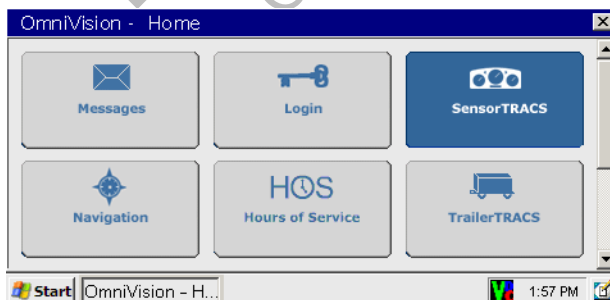 OmniVision - Home
Messages
Login
SensorTRACS
Navigation
HOS
Hours of Service
TrailerTRACS
Start
OmniVision - H...
1:57 PM